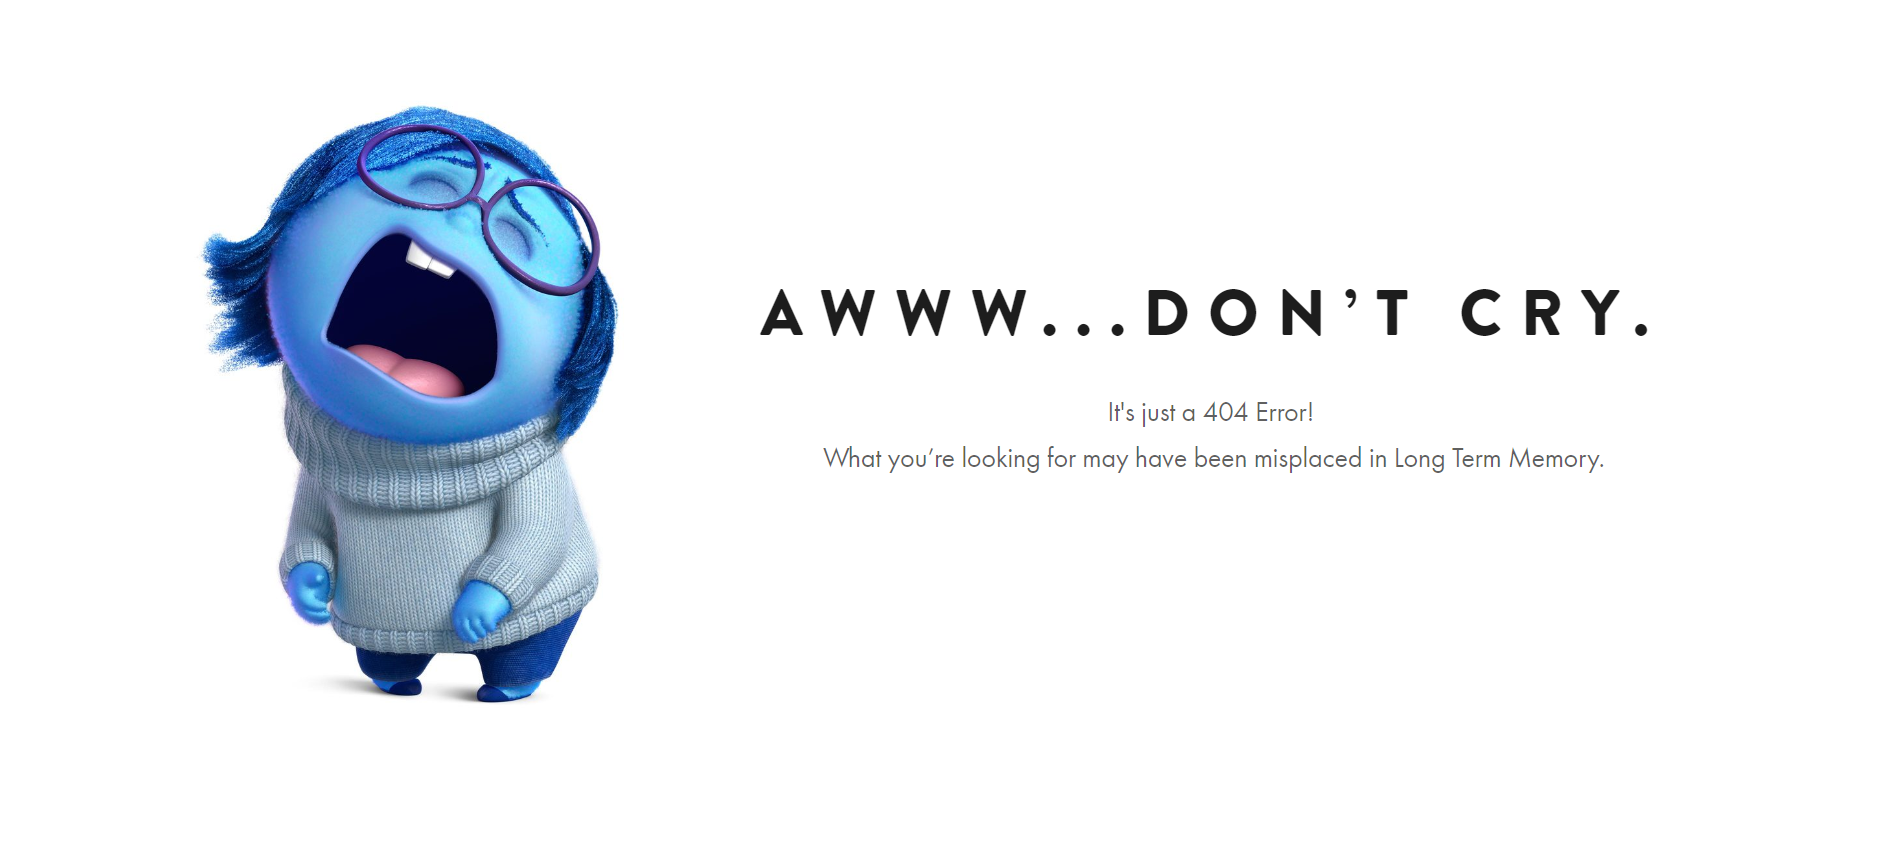 AWWW...DON’T CRY.
It's just a 404 Error!
What you’re looking for may have been misplaced in Long Term Memory.